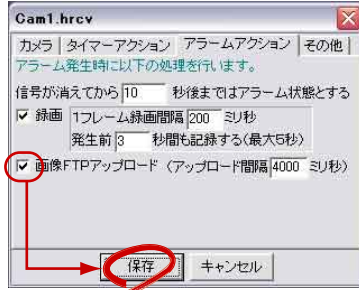 Cam1.hrcv
カメラ タイマーアクション アラームアクション その他
アラーム発生時に以下の処理を行います。
信号が消えてから 10 秒後まではアラーム状態とする
録画 1フレーム録画間隔 200 ミリ秒
発生前 3 秒間も記録する(最大5秒)
画像FTPアップロード (アップロード間隔 4000 ミリ秒)
保存 キャンセル